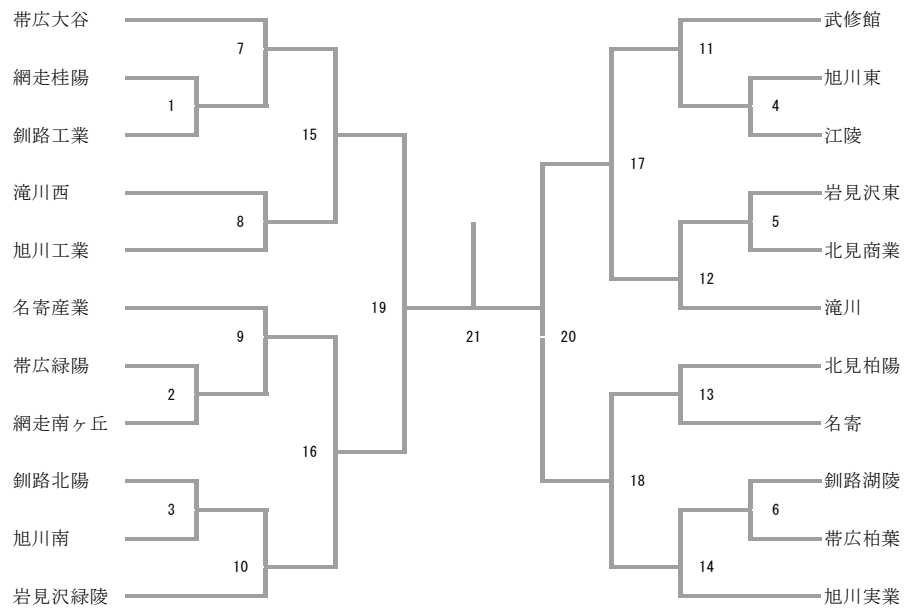 帯広大谷
網走桂陽
釧路工業
滝川西
旭川工業
名寄産業
帯広緑陽
網走南ヶ丘
釧路北陽
旭川南
岩見沢緑陵
7
1
15
8
19
9
2
16
3
10
21
11
4
17
5
12
20
13
18
6
14
武修館
旭川東
江陵
岩見沢東
北見商業
滝川
北見柏陽
名寄
釧路湖陵
帯広柏葉
旭川実業